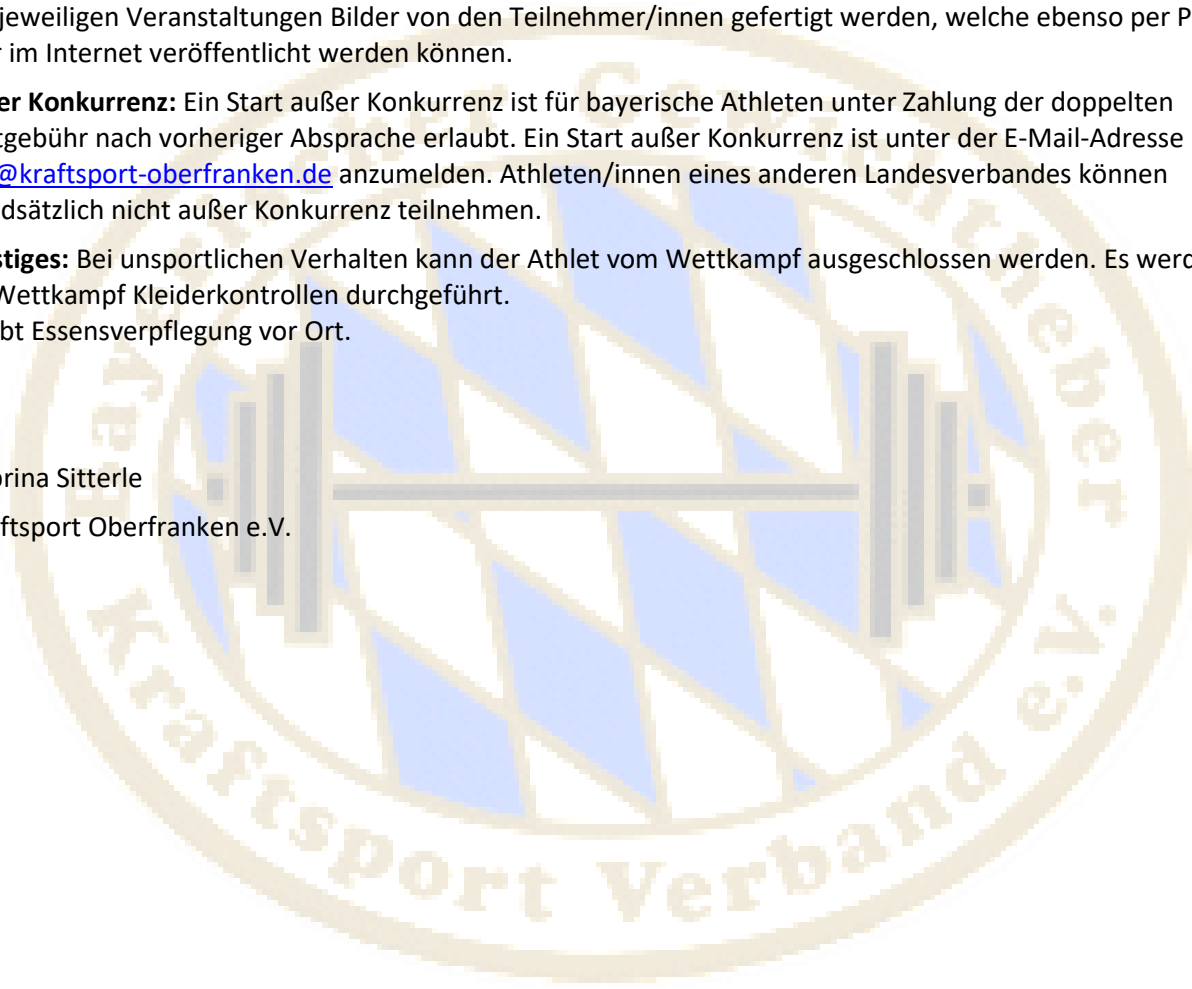 jeweiligen Veranstaltungen Bilder von den Teilnehmer/innen gefertigt werden, welche ebenso per P
im Internet veröffentlicht werden können.
er Konkurrenz: Ein Start außer Konkurrenz ist für bayerische Athleten unter Zahlung der doppelten
tgebühr nach vorheriger Absprache erlaubt. Ein Start außer Konkurrenz ist unter der E-Mail-Adresse
@kraftsport-oberfranken.de anzumelden. Athleten/innen eines anderen Landesverbandes können
dsätzlich nicht außer Konkurrenz teilnehmen.
stiges: Bei unsportlichen Verhalten kann der Athlet vom Wettkampf ausgeschlossen werden. Es werd
Wettkampf Kleiderkontrollen durchgeführt.
bt Essensverpflegung vor Ort.
rina Sitterle
ftsport Oberfranken e.V.
Bayerischer Gewichtheber
Kraftsport Verband e.V.